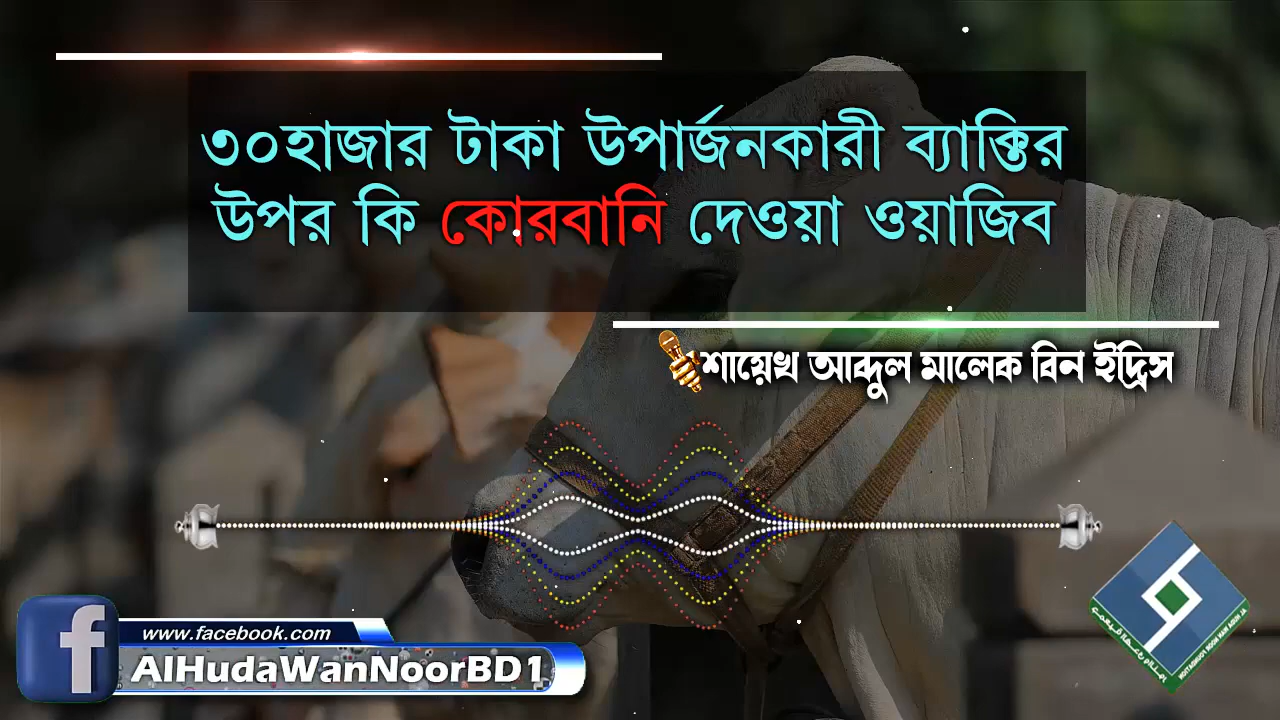 ৩০হাজার টাকা উপার্জনকারী ব্যাক্তির
উপর কি কোরবানি দেওয়া ওয়াজিব
শায়েখ আব্দুল মালেক বিন ইদ্রিস
www.facebook.com
AlHudaWanNoorBD1